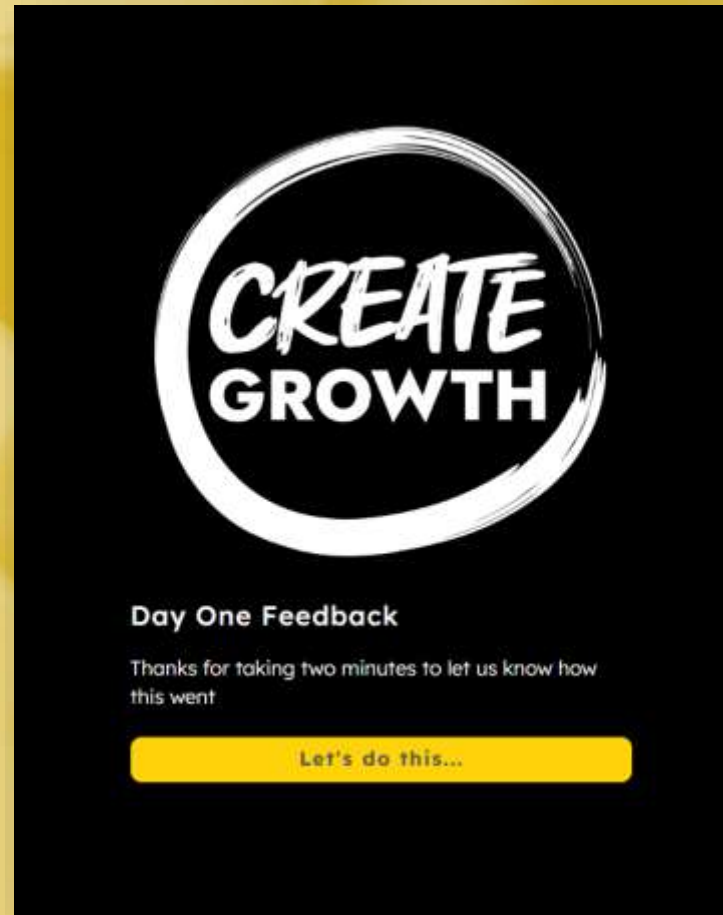 CREATE
GROWTH
Day One Feedback
Thanks for taking two minutes to let us know how
this went
Let's do this...